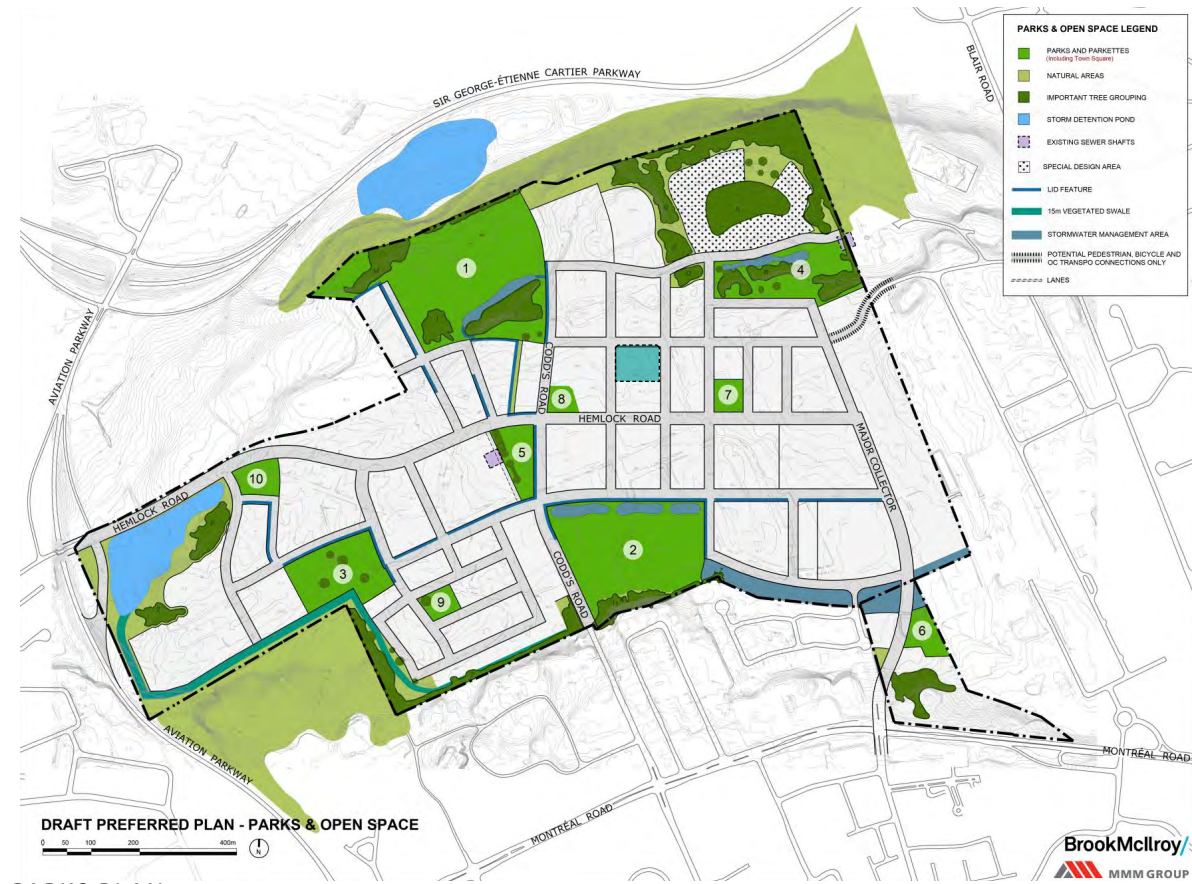 PARKS & OPEN SPACE LEGEND
PARKS AND PARKETTES
(Including Town Square)
NATURAL AREAS
IMPORTANT TREE GROUPING
STORM DETENTION POND
EXISTING SEWER SHAFTS
SPECIAL DESIGN AREA
LID FEATURE
15m VEGETATED SWALE
STORMWATER MANAGEMENT AREA
POTENTIAL PEDESTRIAN, BICYCLE AND
OC TRANSPO CONNECTIONS ONLY
LANES
SIR GEORGE-ÉTIENNE CARTIER PARKWAY
BLAIR ROAD
AVIATION PARKWAY
1
4
CODD'S ROAD
8
7
HEMLOCK ROAD
MAJOR COLLECTOR
5
10
HEMLOCK ROAD
2
3
CODD'S ROAD
9
6
AVIATION PARKWAY
MONTRÉAL ROAD
MONTRÉAL ROAD
DRAFT PREFERRED PLAN - PARKS & OPEN SPACE
0 50 100 200 400m
N
BrookMcIlroy/
MMM GROUP